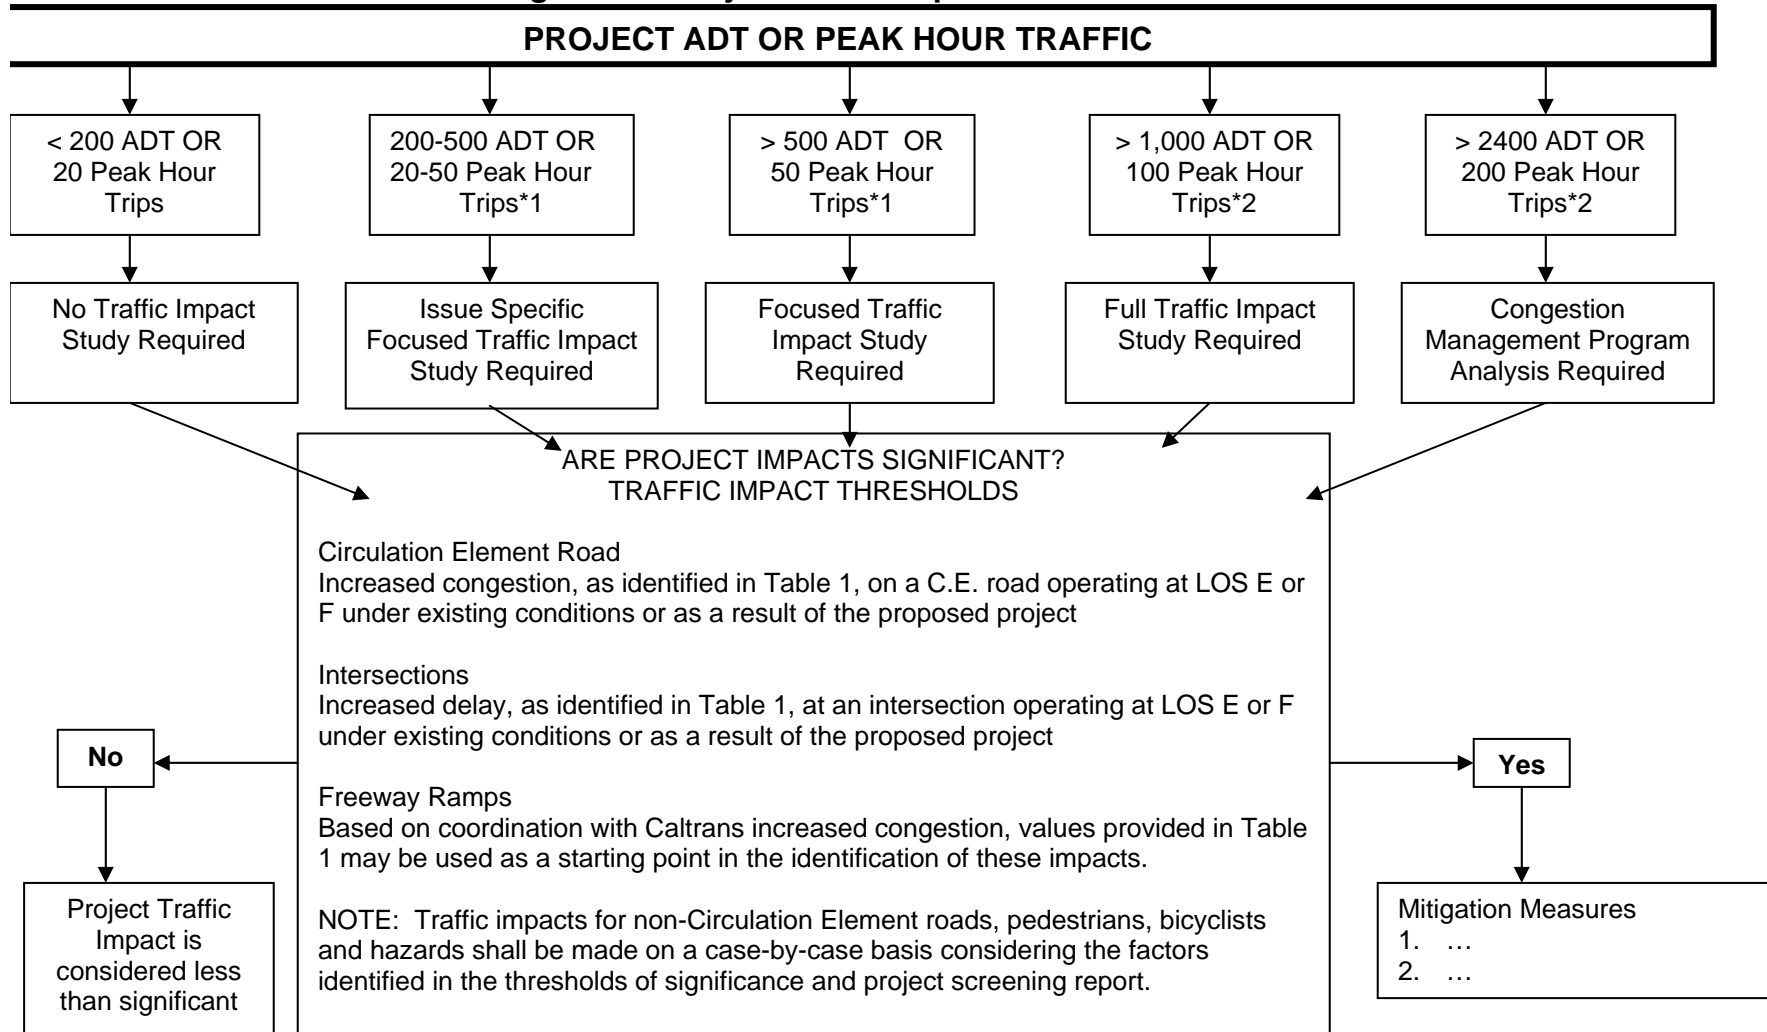 PROJECT ADT OR PEAK HOUR TRAFFIC
< 200 ADT OR
20 Peak Hour
Trips
200-500 ADT OR
20-50 Peak Hour
Trips*1
> 500 ADT OR
50 Peak Hour
Trips*1
> 1,000 ADT OR
100 Peak Hour
Trips*2
> 2400 ADT OR
200 Peak Hour
Trips*2
No Traffic Impact
Study Required
Issue Specific
Focused Traffic Impact
Study Required
Focused Traffic
Impact Study
Required
Full Traffic Impact
Study Required
Congestion
Management Program
Analysis Required
ARE PROJECT IMPACTS SIGNIFICANT?
TRAFFIC IMPACT THRESHOLDS
Circulation Element Road
Increased congestion, as identified in Table 1, on a C.E. road operating at LOS E or
F under existing conditions or as a result of the proposed project
Intersections
Increased delay, as identified in Table 1, at an intersection operating at LOS E or F
under existing conditions or as a result of the proposed project
Freeway Ramps
Based on coordination with Caltrans increased congestion, values provided in Table
1 may be used as a starting point in the identification of these impacts.
NOTE: Traffic impacts for non-Circulation Element roads, pedestrians, bicyclists
and hazards shall be made on a case-by-case basis considering the factors
identified in the thresholds of significance and project screening report.
No
Project Traffic
Impact is
considered less
than significant
Yes
Mitigation Measures
1. …
2. …